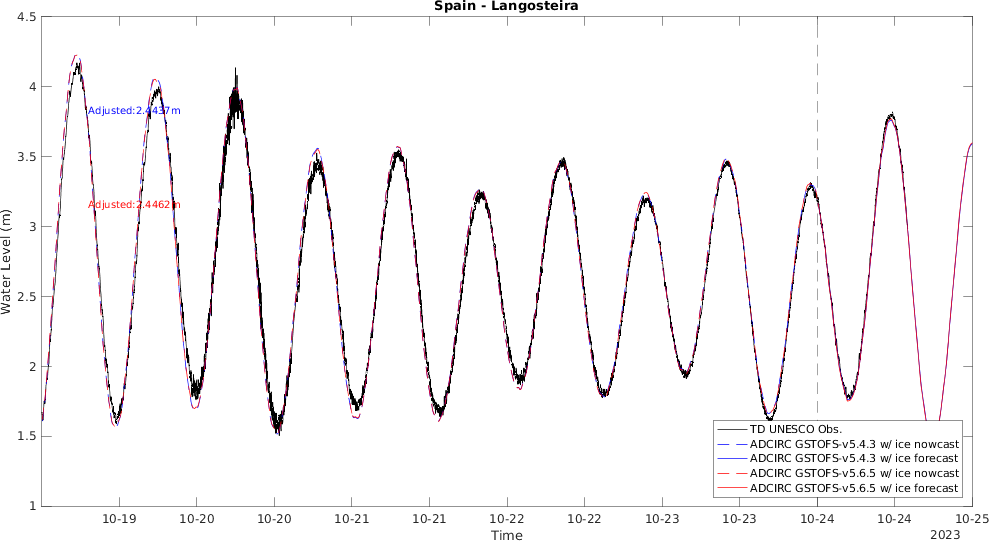 Spain - Langosteira
4.5
4
3.5
3
2.5
2
1.5
1
Water Level (m)
Adjusted:2.4437m
Adjusted:2.4462m
TD UNESCO Obs.
ADCIRC GSTOFS-v5.4.3 w/ ice nowcast
ADCIRC GSTOFS-v5.4.3 w/ ice forecast
ADCIRC GSTOFS-v5.6.5 w/ ice nowcast
ADCIRC GSTOFS-v5.6.5 w/ ice forecast
10-19 10-20 10-20 10-21 10-21 10-22 10-22 10-23 10-23 10-24 10-24 10-25
Time 2023